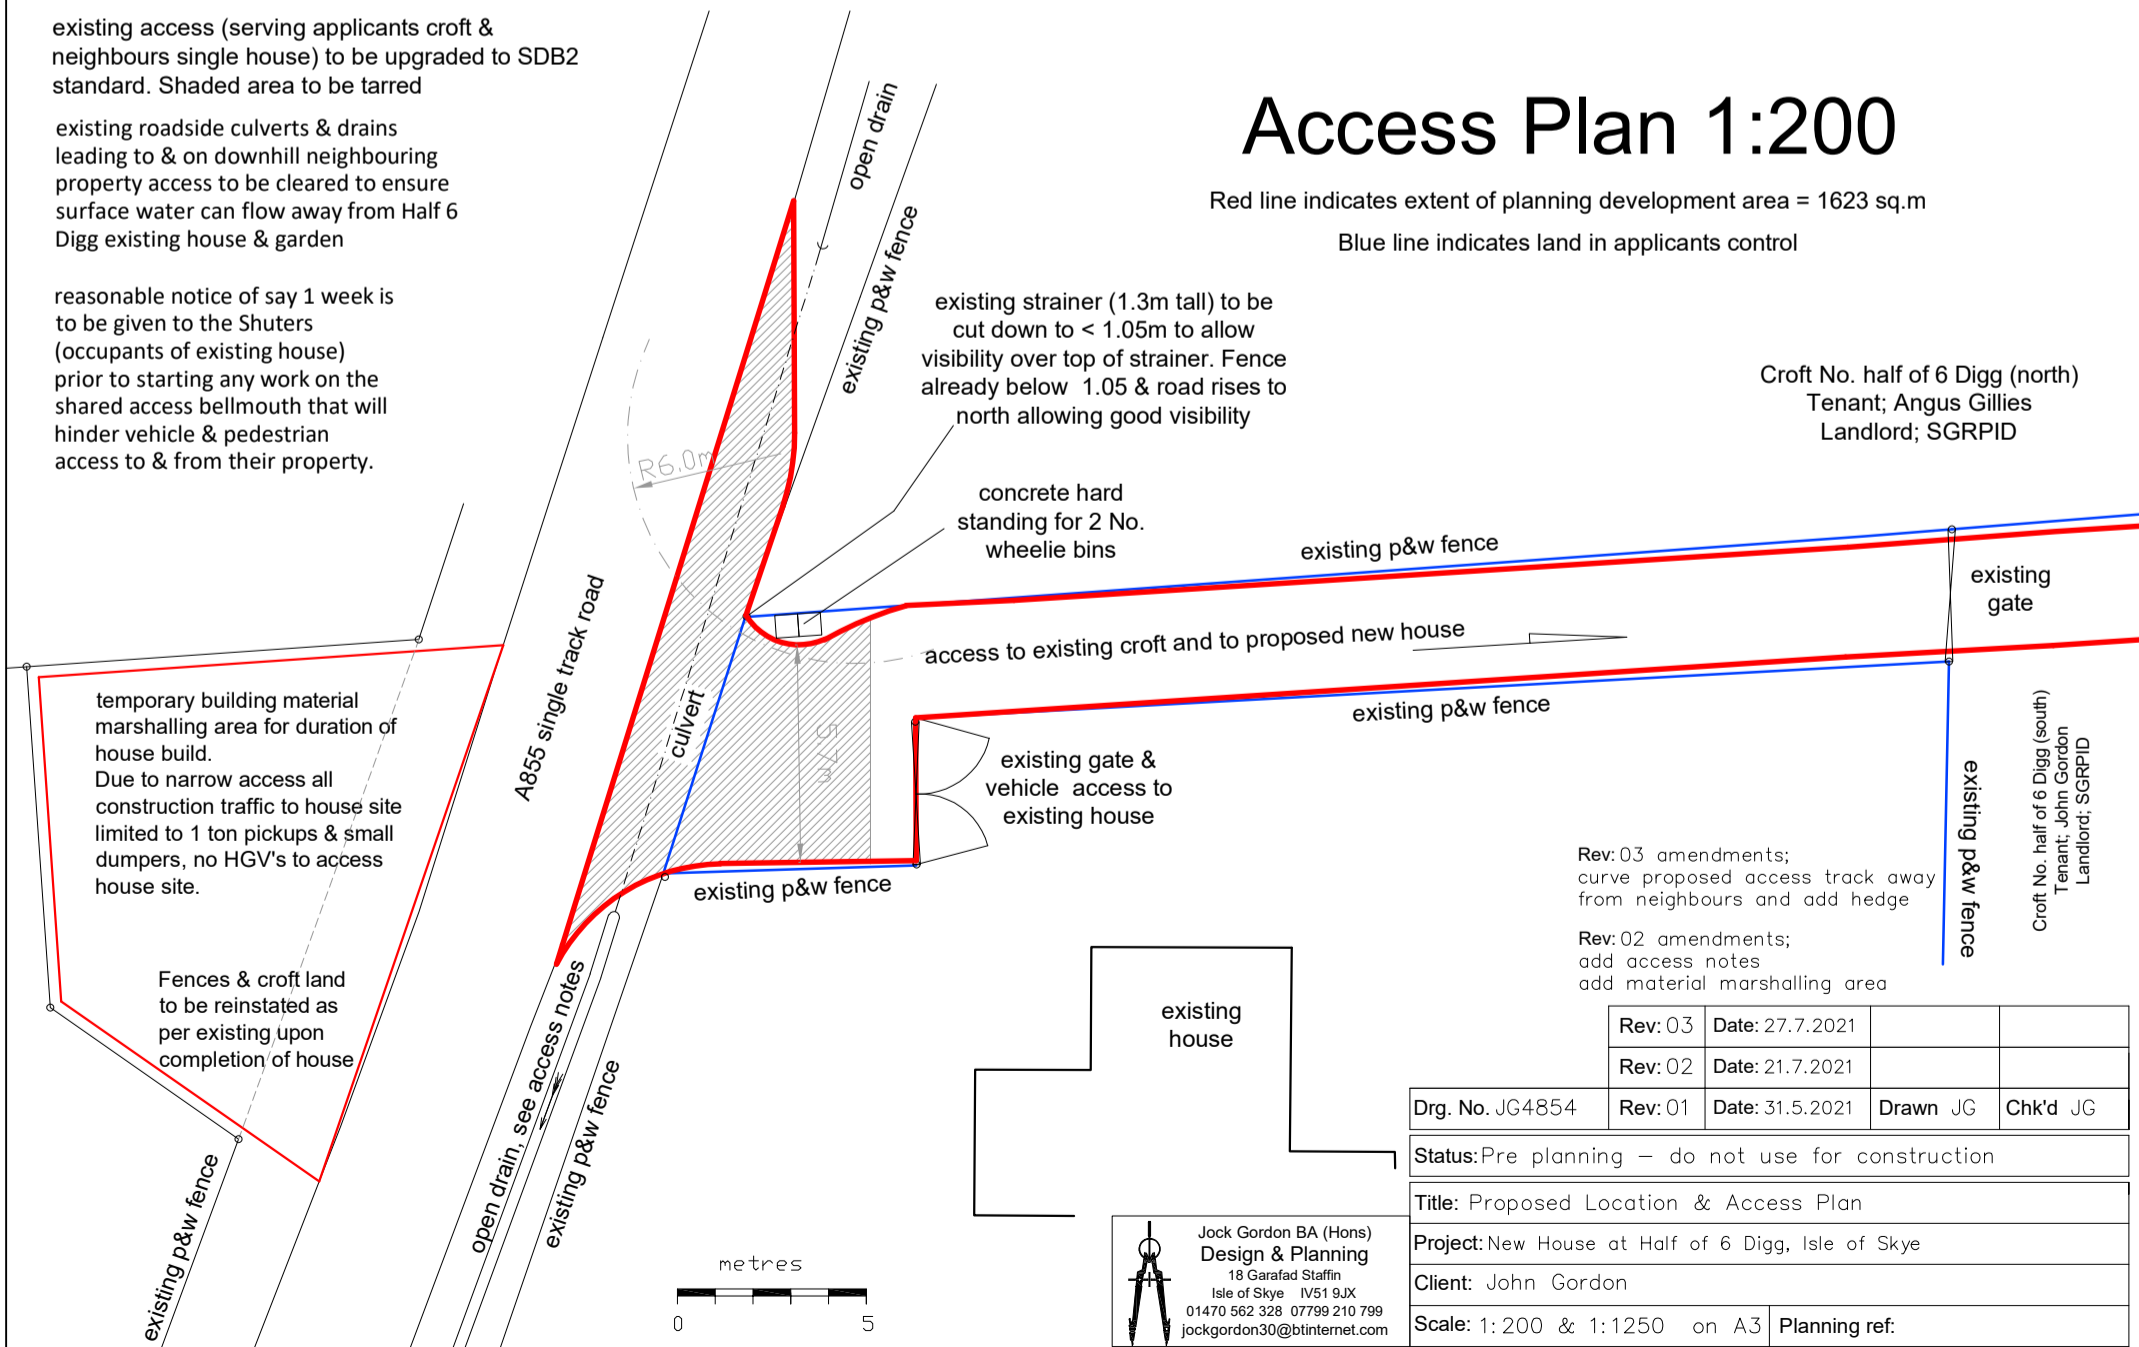 existing access (serving applicants croft &
neighbours single house) to be upgraded to SDB2
standard. Shaded area to be tarred
existing roadside culverts & drains
leading to & on downhill neighbouring
property access to be cleared to ensure
surface water can flow away from Half 6
Digg existing house & garden
reasonable notice of say 1 week is
to be given to the Shuters
(occupants of existing house)
prior to starting any work on the
shared access bellmouth that will
hinder vehicle & pedestrian
access to & from their property.
Access Plan 1:200
Red line indicates extent of planning development area = 1623 sq.m
Blue line indicates land in applicants control
open drain
existing p&w fence
existing strainer (1.3m tall) to be
cut down to < 1.05m to allow
visibility over top of strainer. Fence
already below 1.05 & road rises to
north allowing good visibility
R6.0m
concrete hard
standing for 2 No.
wheelie bins
Croft No. half of 6 Digg (north)
Tenant; Angus Gillies
Landlord; SGRPID
existing p&w fence
existing
gate
access to existing croft and to proposed new house
existing p&w fence
A855 single track road
culvert
5.7m
existing gate &
vehicle access to
existing house
existing p&w fence
temporary building material
marshalling area for duration of
house build.
Due to narrow access all
construction traffic to house site
limited to 1 ton pickups & small
dumpers, no HGV's to access
house site.
Fences & croft land
to be reinstated as
per existing upon
completion of house
existing p&w fence
open drain, see access notes
existing p&w fence
existing
house
existing p&w fence
Croft No. half of 6 Digg (south)
Tenant; John Gordon
Landlord; SGRPID
Rev: 03 amendments;
curve proposed access track away
from neighbours and add hedge
Rev: 02 amendments;
add access notes
add material marshalling area
Rev: 03 Date: 27.7.2021
Rev: 02 Date: 21.7.2021
Drg. No. JG4854 Rev: 01 Date: 31.5.2021 Drawn JG Chk'd JG
Status: Pre planning – do not use for construction
Title: Proposed Location & Access Plan
Project: New House at Half of 6 Digg, Isle of Skye
Client: John Gordon
Scale: 1:200 & 1:1250 on A3 Planning ref:
Jock Gordon BA (Hons)
Design & Planning
18 Garafad Staffin
Isle of Skye IV51 9JX
01470 562 328 07799 210 799
jockgordon30@btinternet.com
metres
0 5